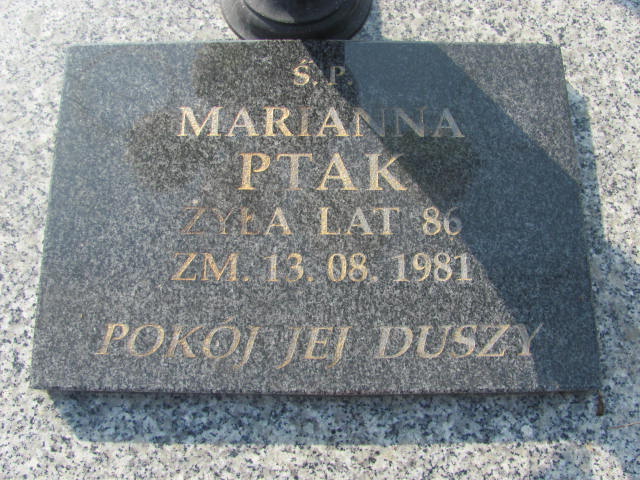 Ś. P
MARIANNA
PTAK
ŻYŁA LAT 86
ZM. 13. 08. 1981
POKÓJ JEJ DUSZY